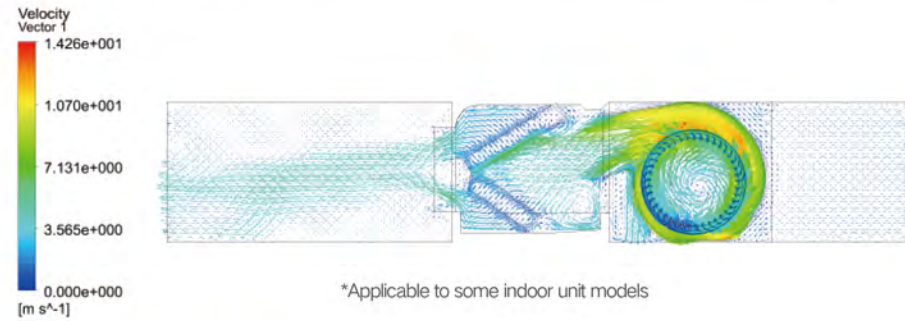 Velocity
Vector 1
1.426e+001
1.070e+001
7.131e+000
3.565e+000
0.000e+000
[m s^-1]
*Applicable to some indoor unit models